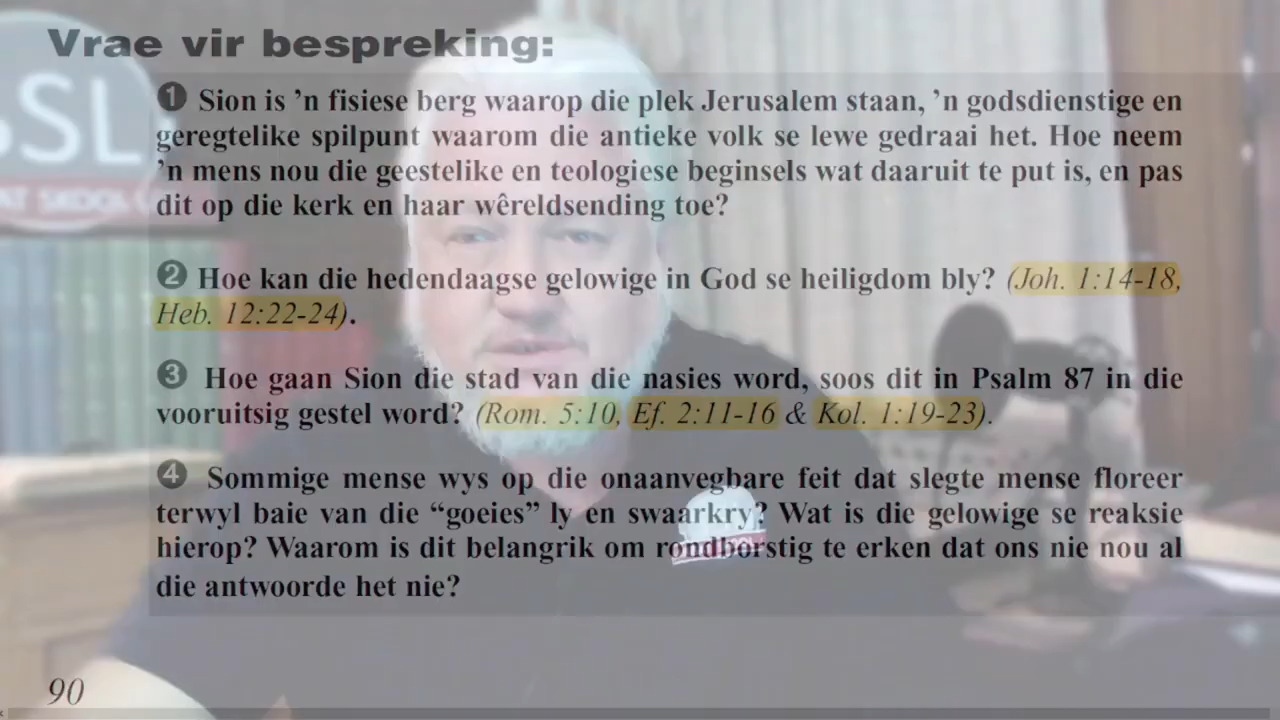 Vrae vir bespreking:
SSL
❶ Sion is ’n fisiese berg waarop die plek Jerusalem staan, ’n godsdienstige en
geregtelike spilpunt waarom die antieke volk se lewe gedraai het. Hoe neem
’n mens nou die geestelike en teologiese beginsels wat daaruit te put is, en pas
dit op die kerk en haar wêreldsending toe?
❷ Hoe kan die hedendaagse gelowige in God se heiligdom bly? (Joh. 1:14-18,
Heb. 12:22-24).
❸ Hoe gaan Sion die stad van die nasies word, soos dit in Psalm 87 in die
vooruitsig gestel word? (Rom. 5:10, Ef. 2:11-16 & Kol. 1:19-23).
❹ Sommige mense wys op die onaanvegbare feit dat slegte mense floreer
terwyl baie van die “goeies” ly en swaarkry? Wat is die gelowige se reaksie
hierop? Waarom is dit belangrik om rondborstig te erken dat ons nie nou al
die antwoorde het nie?
90